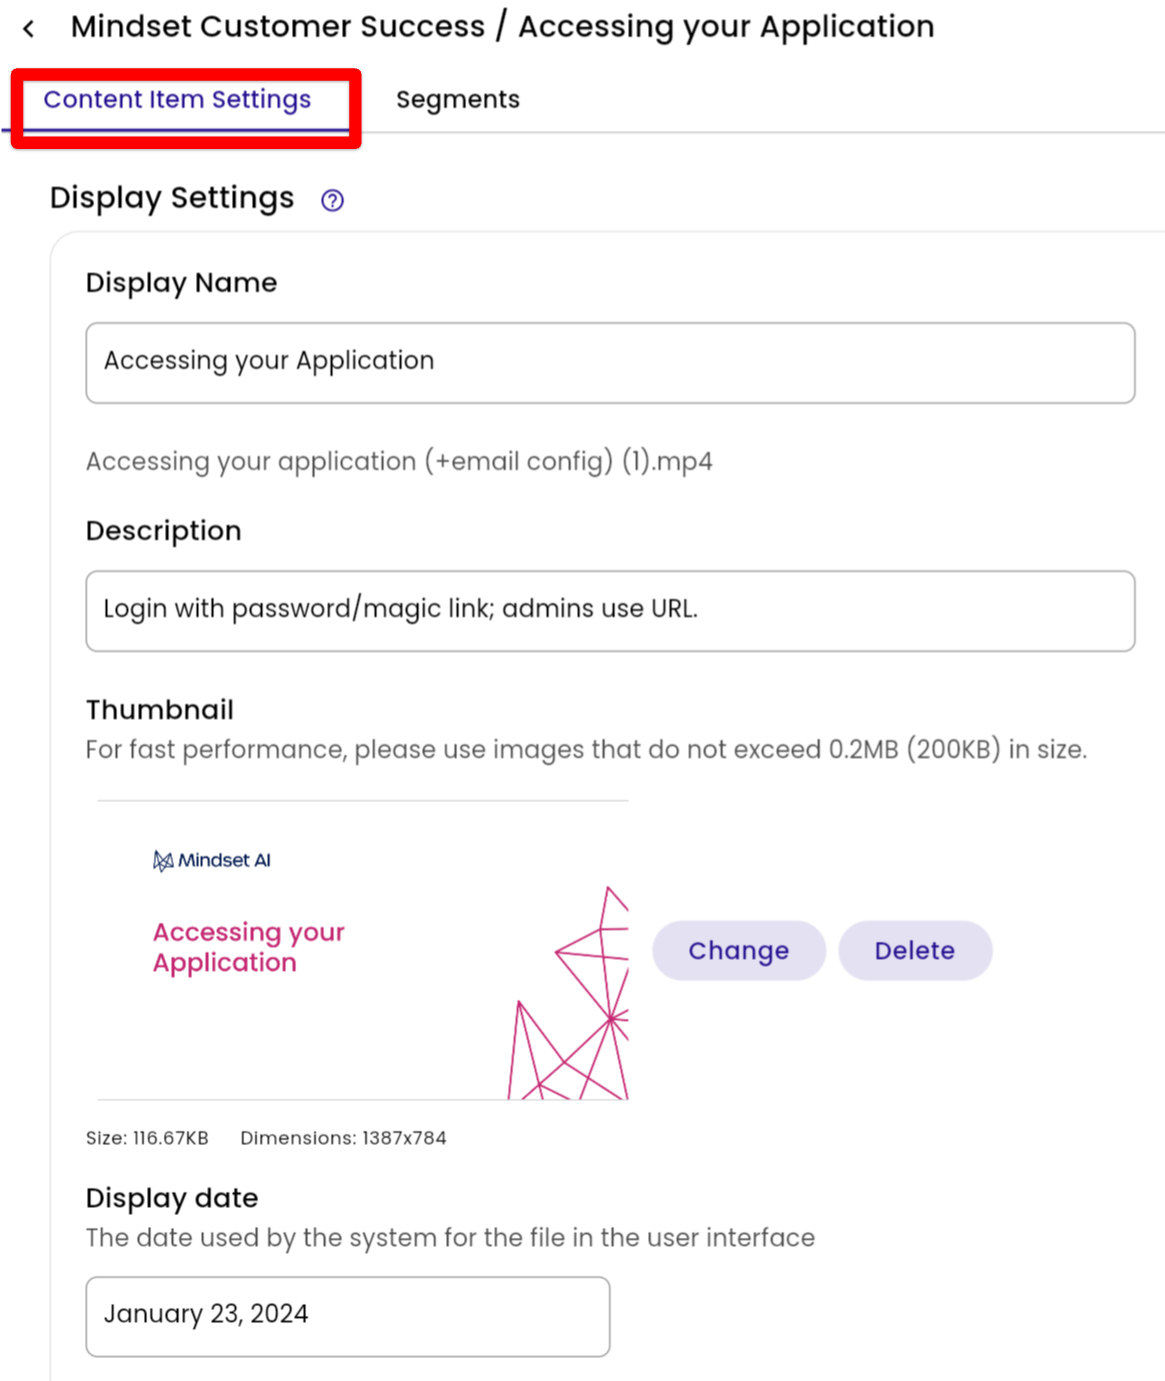 Mindset Customer Success / Accessing your Application
Content Item Settings
Segments
Display Settings
Display Name
Accessing your Application
Accessing your application (+email config) (1).mp4
Description
Login with password/magic link; admins use URL.
Thumbnail
For fast performance, please use images that do not exceed 0.2MB (200KB) in size.
Mindset AI
Accessing your
Application
Change
Delete
Size: 116.67KB
Dimensions: 1387x784
Display date
The date used by the system for the file in the user interface
January 23, 2024